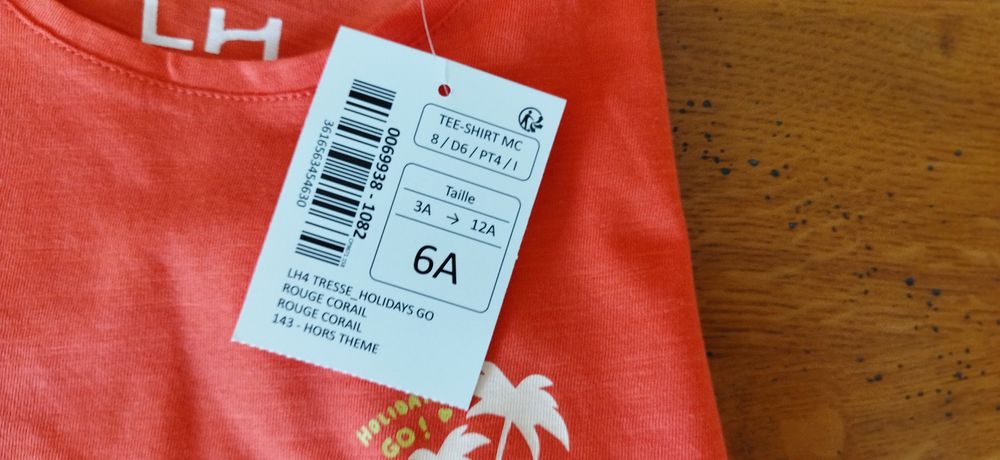 LH
TEE-SHIRT MC
8 / D6 / PT4 / I
Taille
3A → 12A
6A
3616563454630
0069938 - 1082
LH4 TRESSE_HOLIDAYS GO
ROUGE CORAIL
ROUGE CORAIL
143 - HORS THEME
GO !